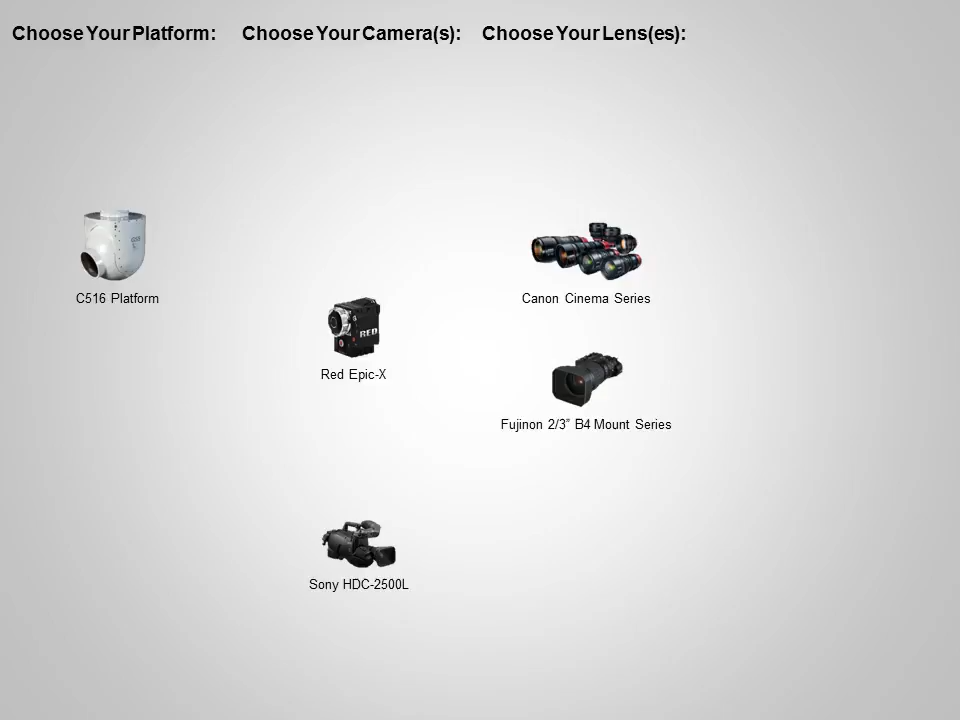 Choose Your Platform: Choose Your Camera(s): Choose Your Lens(es):
C516 Platform
Canon Cinema Series
RED
Red Epic-X
Fujinon 2/3” B4 Mount Series
Sony HDC-2500L